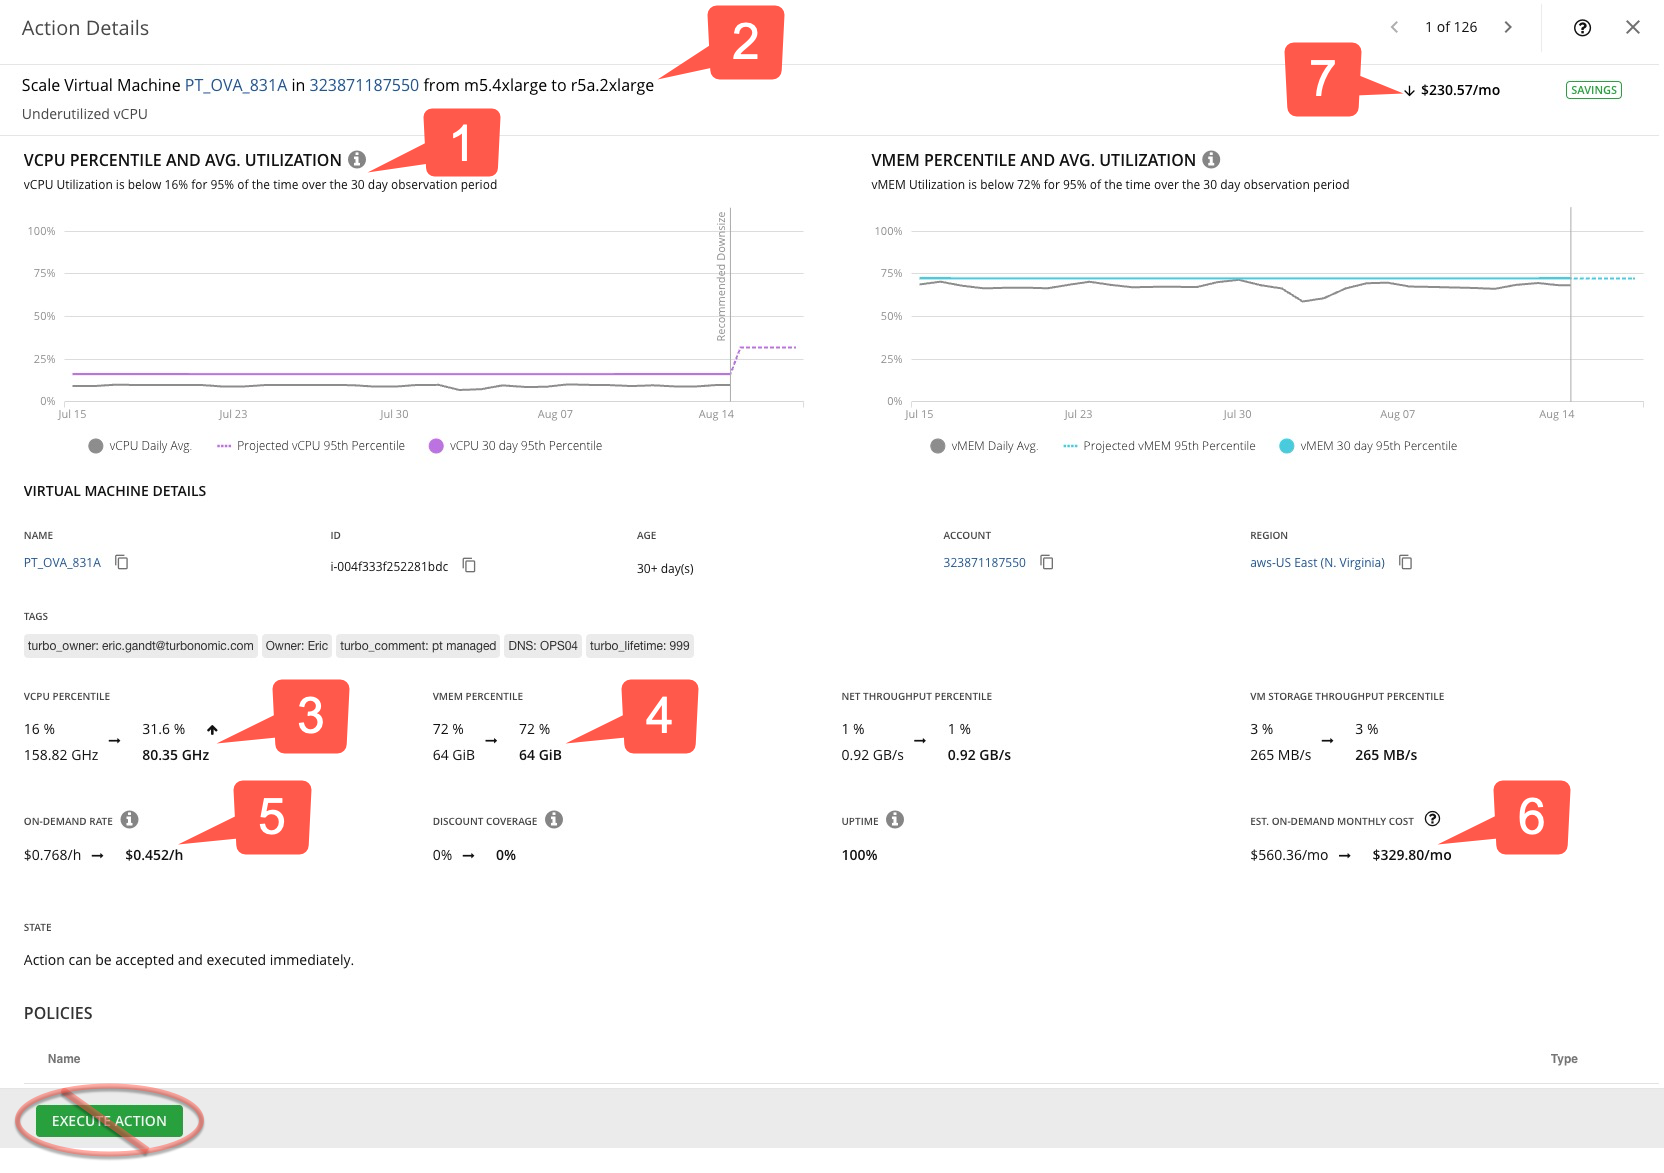 Action Details
2
1 of 126
Scale Virtual Machine PT_OVA_831A in 323871187550 from m5.4xlarge to r5a.2xlarge
7
$230.57/mo
SAVINGS
Underutilized vCPU
1
VCPU PERCENTILE AND AVG. UTILIZATION
vCPU Utilization is below 16% for 95% of the time over the 30 day observation period
100%
75%
50%
25%
0%
Recommended Downsize
Jul 15 Jul 23 Jul 30 Aug 07 Aug 14
vCPU Daily Avg. Projected vCPU 95th Percentile vCPU 30 day 95th Percentile
VMEM PERCENTILE AND AVG. UTILIZATION
vMEM Utilization is below 72% for 95% of the time over the 30 day observation period
100%
75%
50%
25%
0%
Jul 15 Jul 23 Jul 30 Aug 07 Aug 14
vMEM Daily Avg. Projected vMEM 95th Percentile vMEM 30 day 95th Percentile
VIRTUAL MACHINE DETAILS
NAME ID AGE ACCOUNT REGION
PT_OVA_831A i-004f333f252281bdc 30+ day(s) 323871187550 aws-US East (N. Virginia)
TAGS
turbo_owner: eric.gandt@turbonomic.com Owner: Eric turbo_comment: pt managed DNS: OPS04 turbo_lifetime: 999
VCPU PERCENTILE VMEM PERCENTILE NET THROUGHPUT PERCENTILE VM STORAGE THROUGHPUT PERCENTILE
3 4
16 % 31.6 % 72 % 72 % 1 % 1 % 3 % 3 %
158.82 GHz → 80.35 GHz 64 GiB → 64 GiB 0.92 GB/s → 0.92 GB/s 265 MB/s → 265 MB/s
5 6
ON-DEMAND RATE DISCOUNT COVERAGE UPTIME EST. ON-DEMAND MONTHLY COST
$0.768/h → $0.452/h 0% → 0% 100% $560.36/mo → $329.80/mo
STATE
Action can be accepted and executed immediately.
POLICIES
Name Type
EXECUTE ACTION